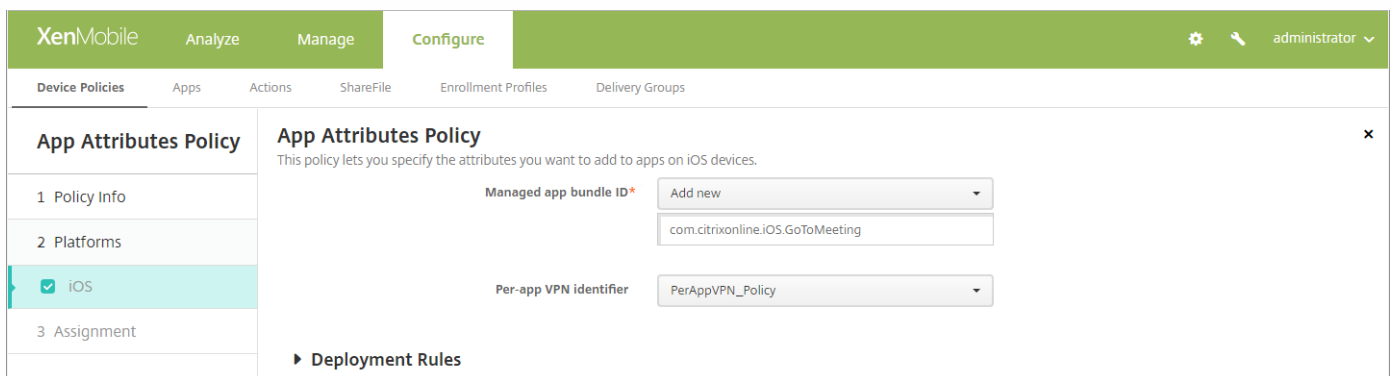 XenMobile Analyze Manage Configure administrator
Device Policies Apps Actions ShareFile Enrollment Profiles Delivery Groups
App Attributes Policy
1 Policy Info
2 Platforms
iOS
3 Assignment
App Attributes Policy
This policy lets you specify the attributes you want to add to apps on iOS devices.
Managed app bundle ID* Add new
com.citrixonline.iOS.GoToMeeting
Per-app VPN identifier PerAppVPN_Policy
Deployment Rules